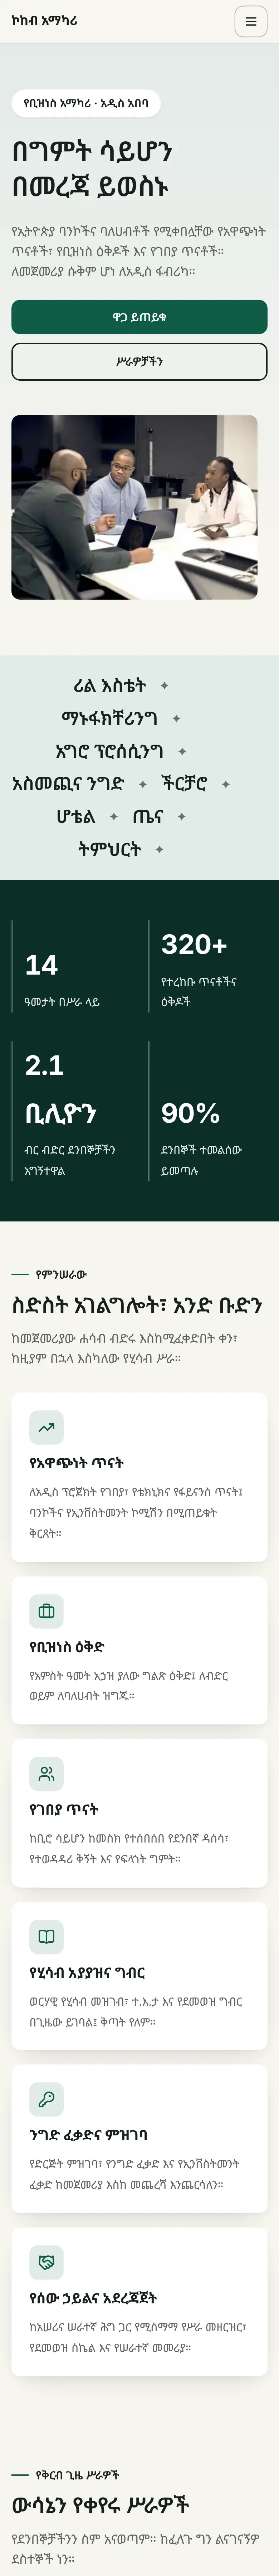 ኮከብ አማካሪ
የቢዝነስ አማካሪ · አዲስ አበባ
በግምት ሳይሆን
በመረጃ ይወስኑ
የኢትዮጵያ ባንኮችና ባለሀብቶች የሚቀበሏቸው የአዋጭነት
ጥናቶች፣ የቢዝነስ ዕቅዶች እና የገበያ ጥናቶች።
ለመጀመሪያ ሱቅም ሆነ ለአዲስ ፋብሪካ።
ዋጋ ይጠይቁ
ሥራዎቻችን
ሪል እስቴት ✦
ማኑፋክቸሪንግ ✦
አግሮ ፕሮሰሲንግ ✦
አስመጪና ንግድ ✦ ችርቻሮ ✦
ሆቴል ✦ ጤና ✦
ትምህርት ✦
14
ዓመታት በሥራ ላይ
320+
የተረከቡ ጥናቶችና
ዕቅዶች
2.1
ቢሊዮን
ብር ብድር ደንበኞቻችን
አግኝተዋል
90%
ደንበኞች ተመልሰው
ይመጣሉ
የምንሠራው
ስድስት አገልግሎት፣ አንድ ቡድን
ከመጀመሪያው ሐሳብ ብድሩ እስከሚፈቀድበት ቀን፣
ከዚያም በኋላ እስካለው የሂሳብ ሥራ።
የአዋጭነት ጥናት
ለአዲስ ፕሮጀክት የገበያ፣ የቴክኒክና የፋይናንስ ጥናት፤
ባንኮችና የኢንቨስትመንት ኮሚሽን በሚጠይቁት
ቅርጸት።
የቢዝነስ ዕቅድ
የአምስት ዓመት አኃዝ ያለው ግልጽ ዕቅድ፤ ለብድር
ወይም ለባለሀብት ዝግጁ።
የገበያ ጥናት
ከቢሮ ሳይሆን ከመስክ የተሰበሰበ የደንበኛ ዳሰሳ፣
የተወዳዳሪ ቅኝት እና የፍላጎት ግምት።
የሂሳብ አያያዝና ግብር
ወርሃዊ የሂሳብ መዝገብ፣ ተ.እ.ታ እና የደመወዝ ግብር
በጊዜው ይገባል፤ ቅጣት የለም።
ንግድ ፈቃድና ምዝገባ
የድርጅት ምዝገባ፣ የንግድ ፈቃድ እና የኢንቨስትመንት
ፈቃድ ከመጀመሪያ እስከ መጨረሻ እንጨርሳለን።
የሰው ኃይልና አደረጃጀት
ከአሠሪና ሠራተኛ ሕግ ጋር የሚስማማ የሥራ መዘርዝር፣
የደመወዝ ስኬል እና የሠራተኛ መመሪያ።
የቅርብ ጊዜ ሥራዎች
ውሳኔን የቀየሩ ሥራዎች
የደንበኞቻችንን ስም አናወጣም። ከፈለጉ ግን ልናገናኝዎ
ደስተኞች ነን።